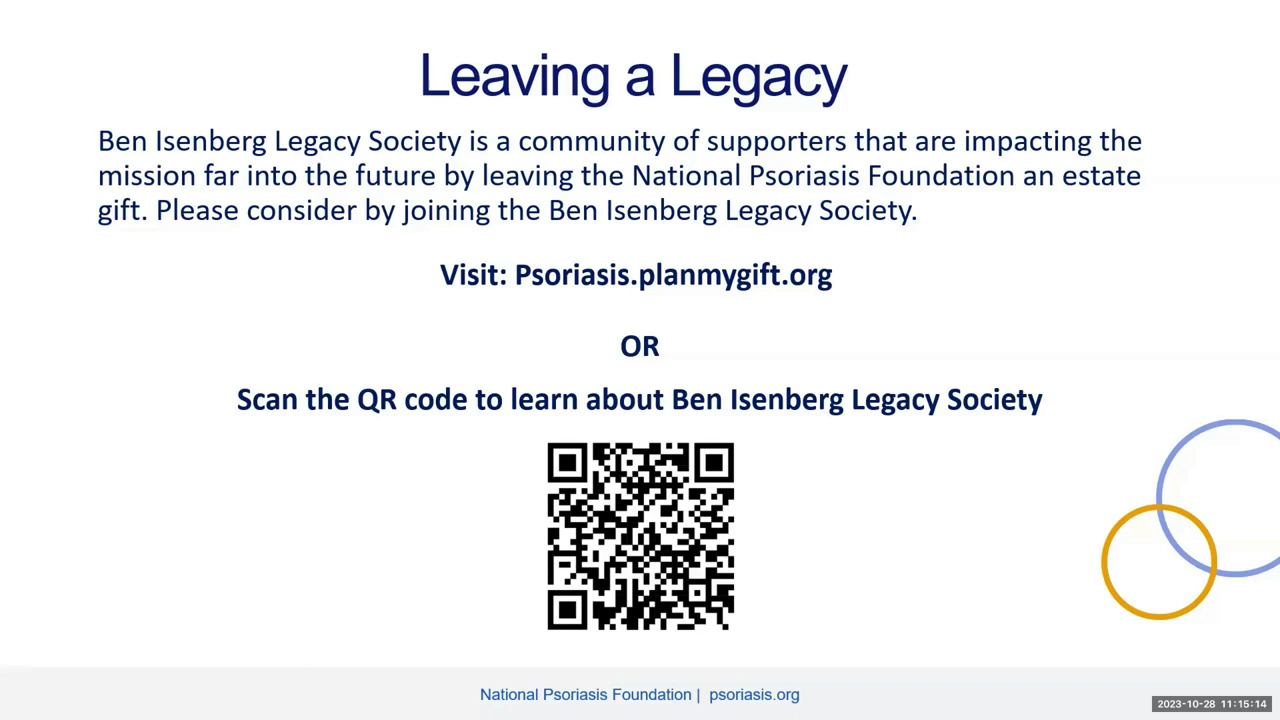 Leaving a Legacy
Ben Isenberg Legacy Society is a community of supporters that are impacting the
mission far into the future by leaving the National Psoriasis Foundation an estate
gift. Please consider by joining the Ben Isenberg Legacy Society.
Visit: Psoriasis.planmygift.org
OR
Scan the QR code to learn about Ben Isenberg Legacy Society
National Psoriasis Foundation | psoriasis.org
2023-10-28 11:15:14